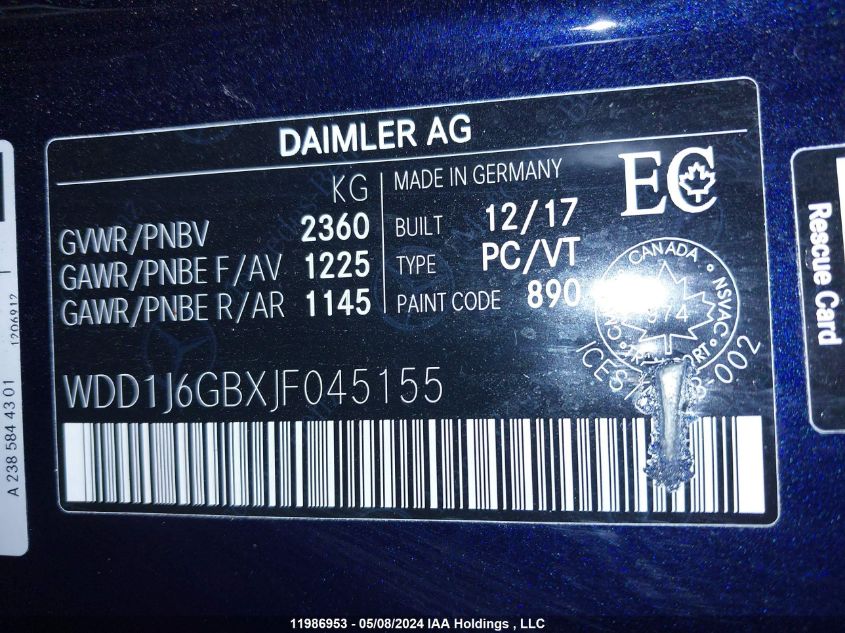 DAIMLER AG
KG
GVWR/PNBV 2360
GAWR/PNBE F/AV 1225
GAWR/PNBE R/AR 1145
MADE IN GERMANY
BUILT 12/17
TYPE PC/VT
PAINT CODE 890
EC
CANADA
NSVAC
WDD1J6GBXJF045155
A 238 584 43 01
1206912
Rescue Card
11986953 - 05/08/2024 IAA Holdings , LLC